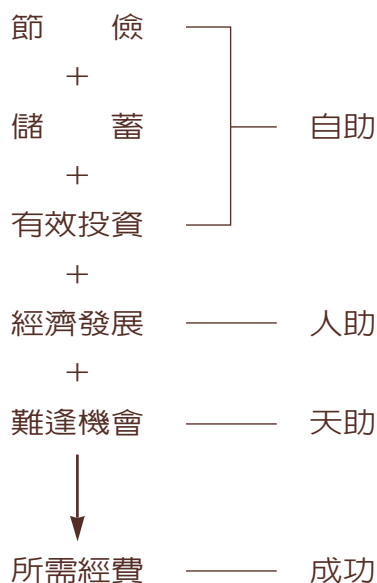 節　　儉
＋
儲　　蓄　自助
＋
有效投資
＋
經濟發展　人助
＋
難逢機會　天助
所需經費　成功